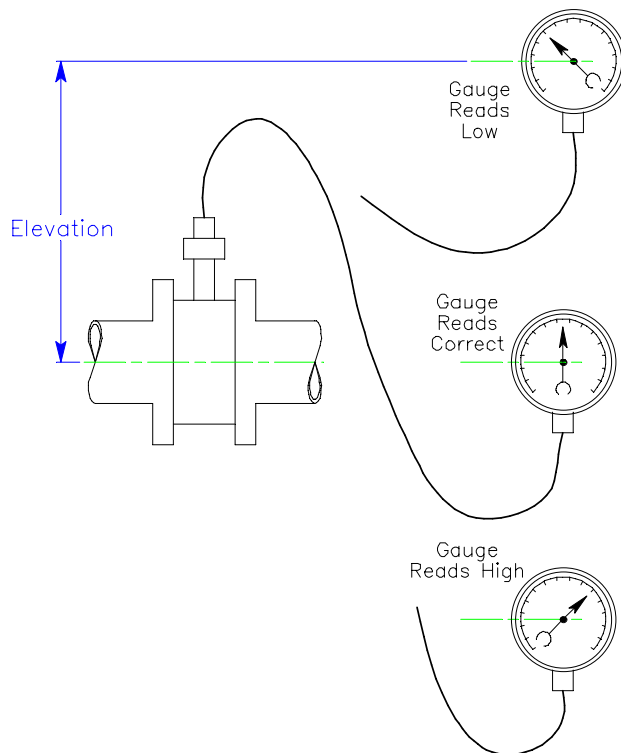 Gauge
Reads
Low
Elevation
Gauge
Reads
Correct
Gauge
Reads High